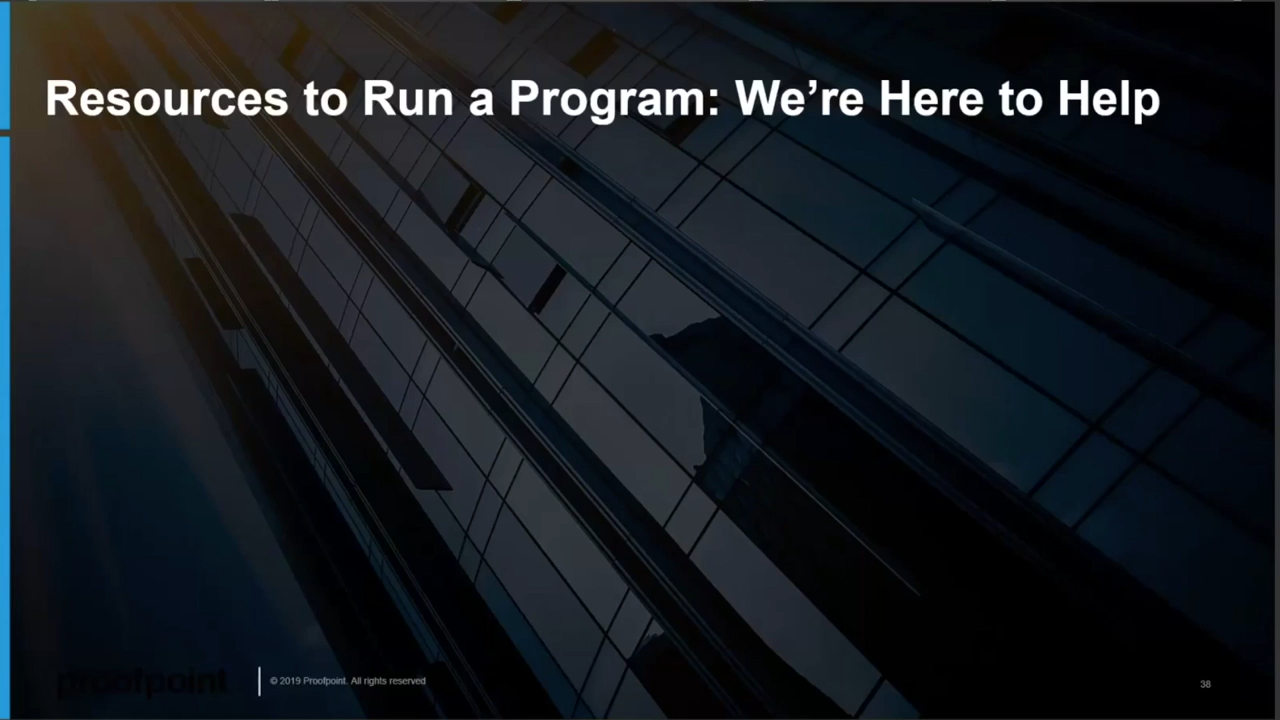 Resources to Run a Program: We’re Here to Help
proofpoint
© 2019 Proofpoint. All rights reserved
38